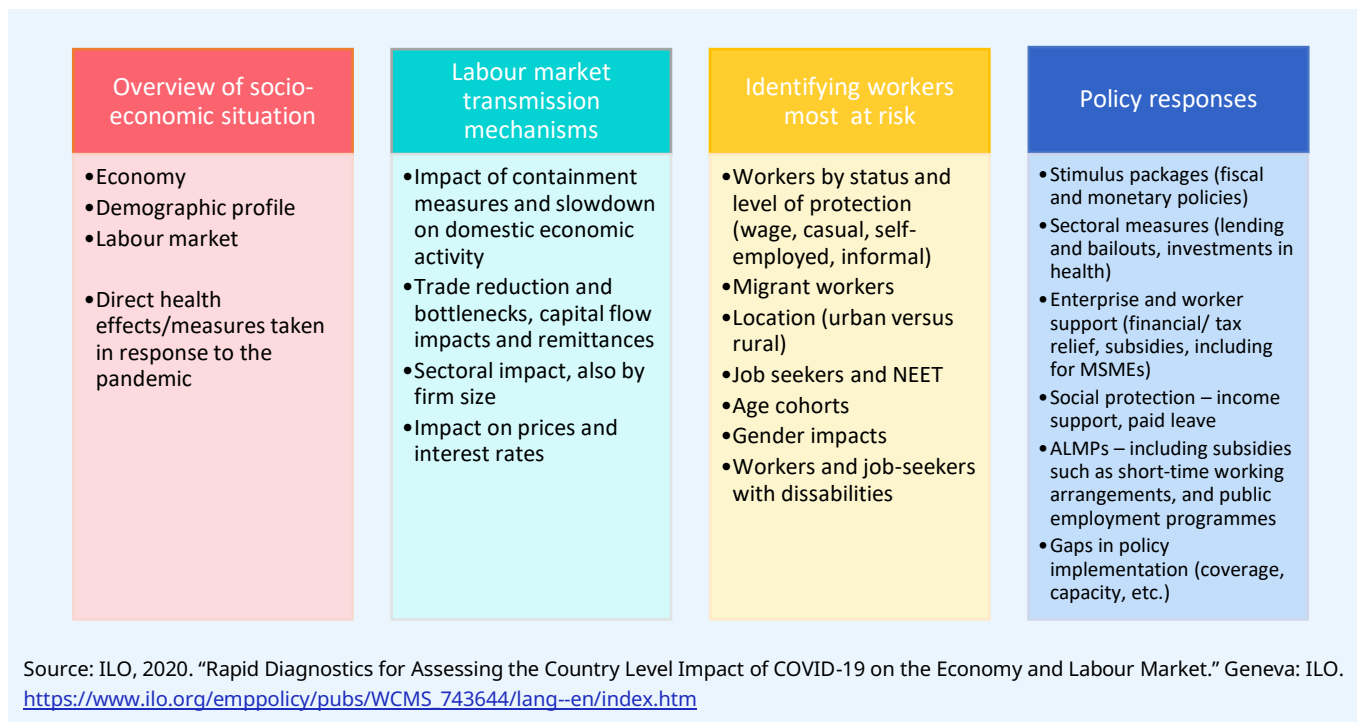 Overview of socio-
economic situation
•Economy
•Demographic profile
•Labour market
•Direct health
effects/measures taken
in response to the
pandemic
Labour market
transmission
mechanisms
•Impact of containment
measures and slowdown
on domestic economic
activity
•Trade reduction and
bottlenecks, capital flow
impacts and remittances
•Sectoral impact, also by
firm size
•Impact on prices and
interest rates
Identifying workers
most at risk
•Workers by status and
level of protection
(wage, casual, self-
employed, informal)
•Migrant workers
•Location (urban versus
rural)
•Job seekers and NEET
•Age cohorts
•Gender impacts
•Workers and job-seekers
with dissabilities
Policy responses
•Stimulus packages (fiscal
and monetary policies)
•Sectoral measures (lending
and bailouts, investments in
health)
•Enterprise and worker
support (financial/ tax
relief, subsidies, including
for MSMEs)
•Social protection – income
support, paid leave
•ALMPs – including subsidies
such as short-time working
arrangements, and public
employment programmes
•Gaps in policy
implementation (coverage,
capacity, etc.)
Source: ILO, 2020. “Rapid Diagnostics for Assessing the Country Level Impact of COVID-19 on the Economy and Labour Market.” Geneva: ILO.
https://www.ilo.org/emppolicy/pubs/WCMS_743644/lang--en/index.htm